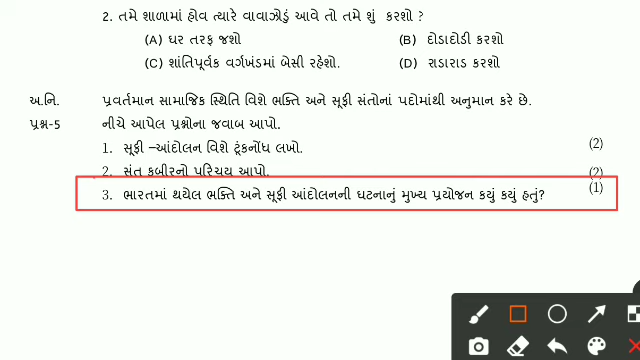 2. તમે શાળામાં હોવ ત્યારે વાવાઝોડું આવે તો તમે શું કરશો ?
(A) ઘર તરફ જશો (B) દોડાદોડી કરશો
(C) શાંતિપૂર્વક વર્ગખંડમાં બેસી રહેશો. (D) રાડારાડ કરશો
અ.નિ. પ્રવર્તમાન સામાજિક સ્થિતિ વિશે ભક્તિ અને સૂફી સંતોનાં પદોમાંથી અનુમાન કરે છે.
પ્રશ્ન-5 નીચે આપેલ પ્રશ્નોના જવાબ આપો.
1. સૂફી –આંદોલન વિશે ટૂંકનોંધ લખો. (2)
2. સંત કબીરનો પરિચય આપો. (2)
3. ભારતમાં થયેલ ભક્તિ અને સૂફી આંદોલનની ઘટનાનું મુખ્ય પ્રયોજન કયું કયું હતું? (1)